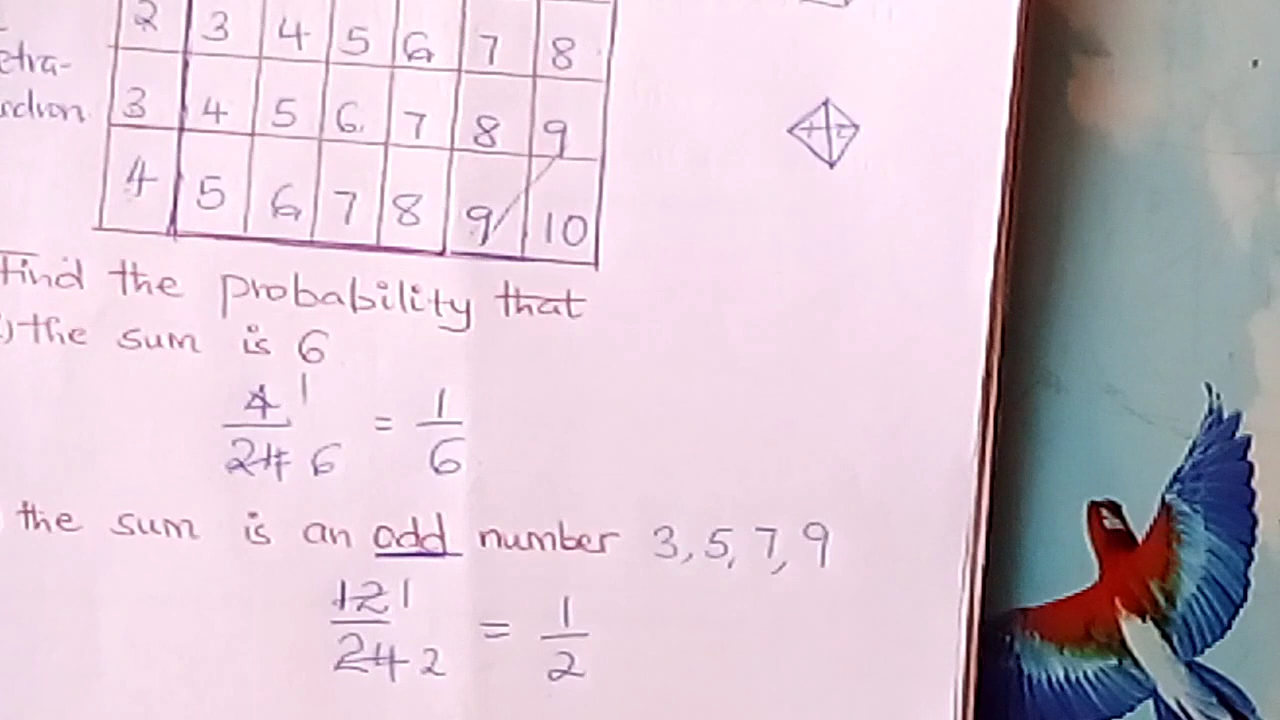 2 3 4 5 6 7 8
3 4 5 6 7 8 9
4 5 6 7 8 9 10
Find the probability that
the sum is 6
4/24 1 6 = 1/6
the sum is an odd number 3, 5, 7, 9
12/24 1 2 = 1/2